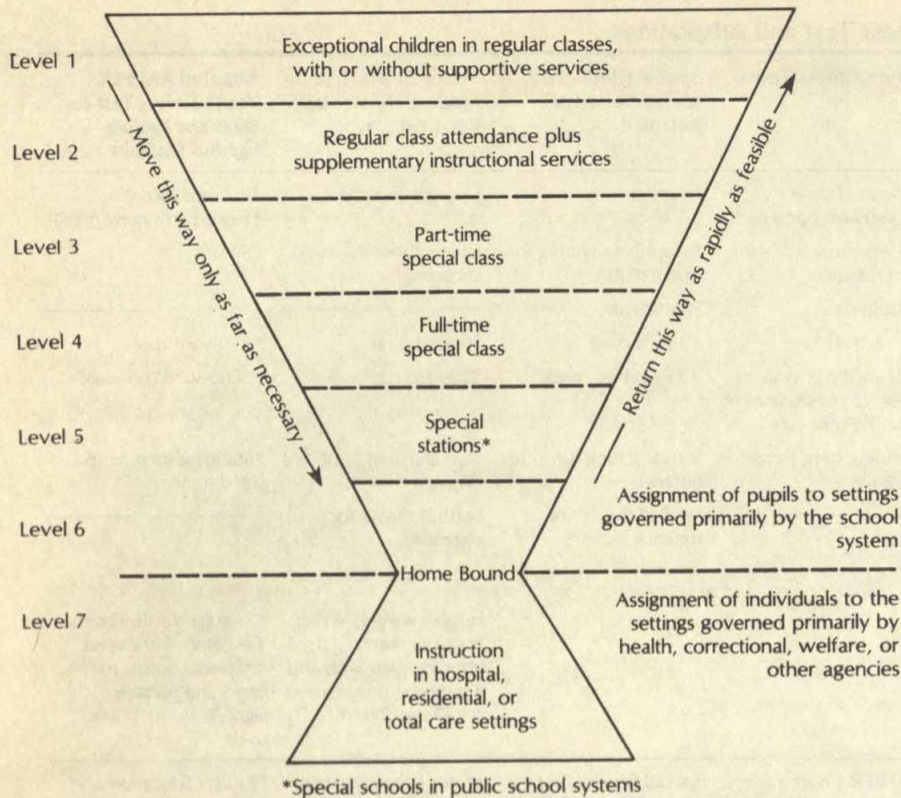 Level 1
Exceptional children in regular classes,
with or without supportive services
Level 2
Regular class attendance plus
supplementary instructional services
Level 3
Part-time
special class
Level 4
Full-time
special class
Level 5
Special
stations*
Move this way only as far as necessary
Return this way as rapidly as feasible
Level 6
Assignment of pupils to settings
governed primarily by the school
system
Home Bound
Level 7
Assignment of individuals to the
settings governed primarily by
health, correctional, welfare, or
other agencies
Instruction
in hospital,
residential, or
total care settings
*Special schools in public school systems